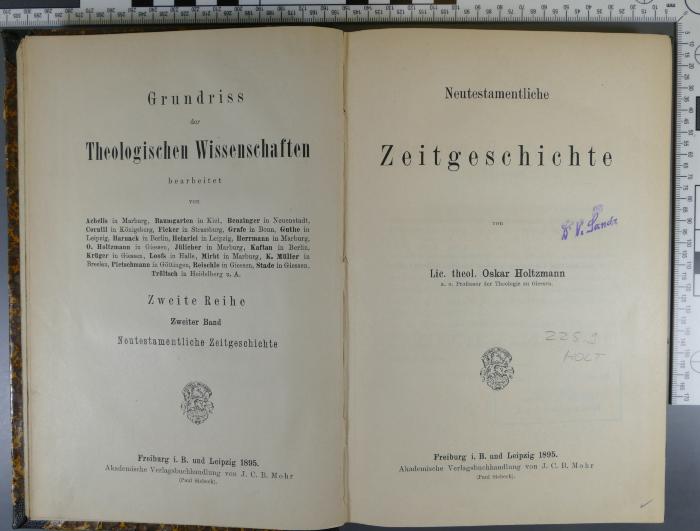 Grundriss
der
Theologischen Wissenschaften
bearbeitet
von
Achelis in Marburg, Baumgarten in Kiel, Benzinger in Neuenstadt,
Cornill in Königsberg, Ficker in Strassburg, Grafe in Bonn, Guthe in
Leipzig, Harnack in Berlin, Heinrici in Leipzig, Herrmann in Marburg,
O. Holtzmann in Giessen, Jülicher in Marburg, Kaftan in Berlin,
Krüger in Giessen, Loofs in Halle, Mirbt in Marburg, K. Müller in
Breslau, Pietschmann in Göttingen, Reischle in Giessen, Stade in Giessen,
Tröltsch in Heidelberg u. A.
Zweite Reihe
Zweiter Band
Neutestamentliche Zeitgeschichte
Freiburg i. B. und Leipzig 1895.
Akademische Verlagsbuchhandlung von J. C. B. Mohr
(Paul Siebeck).
Neutestamentliche
Zeitgeschichte
von
Dr V. Sandr
Lic. theol. Oskar Holtzmann
a. o. Professor der Theologie zu Giessen.
225.9
HOLT
Freiburg i. B. und Leipzig 1895.
Akademische Verlagsbuchhandlung von J. C. B. Mohr
(Paul Siebeck).